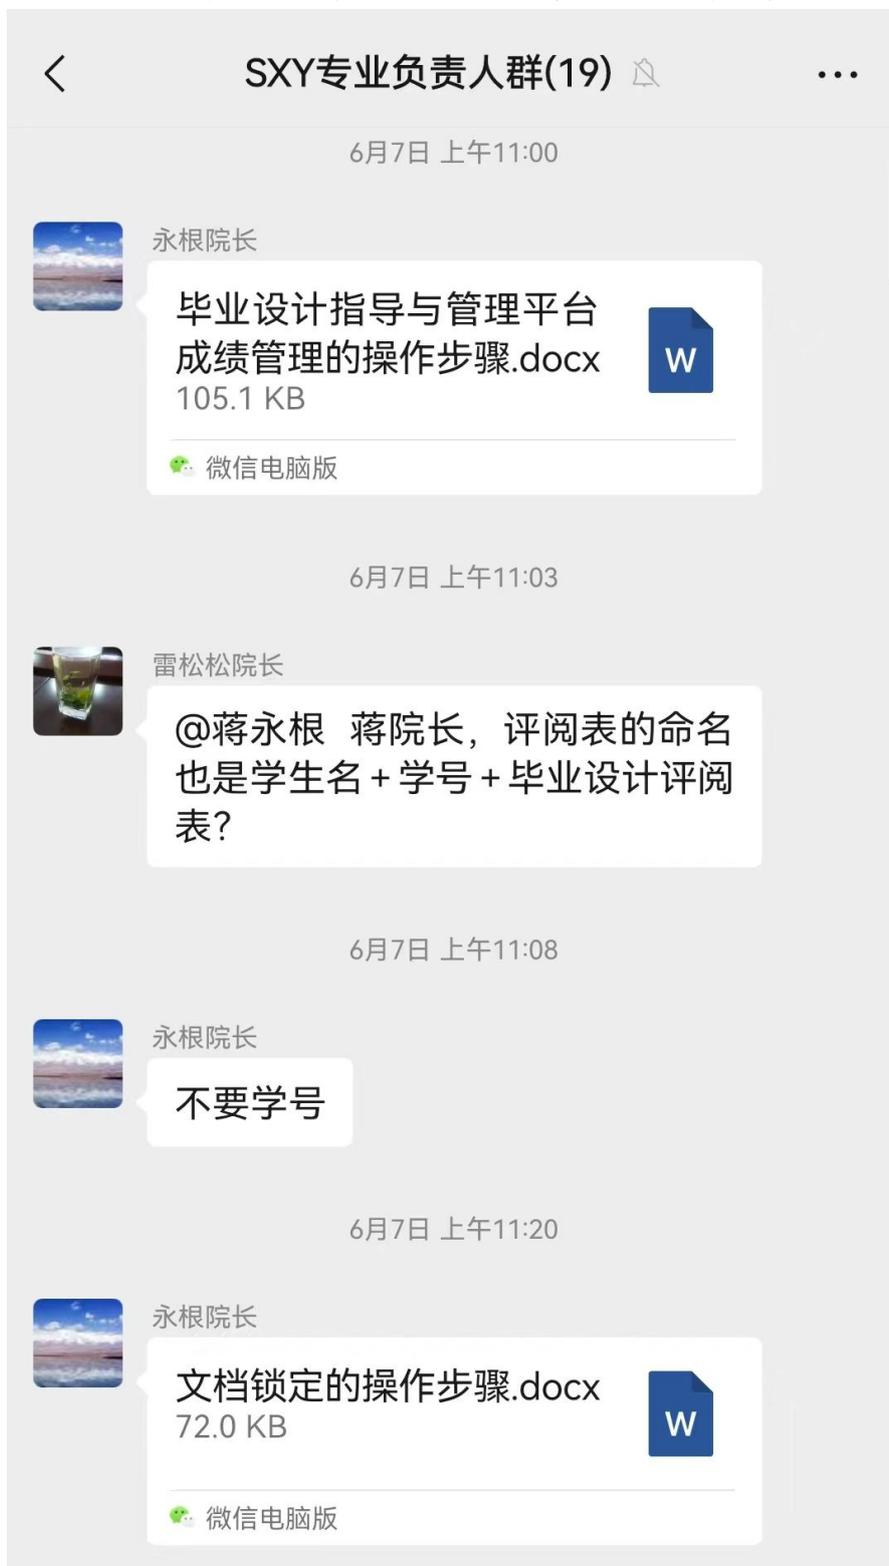 SXY专业负责人群(19)
6月7日 上午11:00
永根院长
毕业设计指导与管理平台
成绩管理的操作步骤.docx
W
105.1 KB
微信电脑版
6月7日 上午11:03
雷松松院长
@蒋永根 蒋院长，评阅表的命名
也是学生名+学号+毕业设计评阅
表？
6月7日 上午11:08
永根院长
不要学号
6月7日 上午11:20
永根院长
文档锁定的操作步骤.docx
72.0 KB
W
微信电脑版